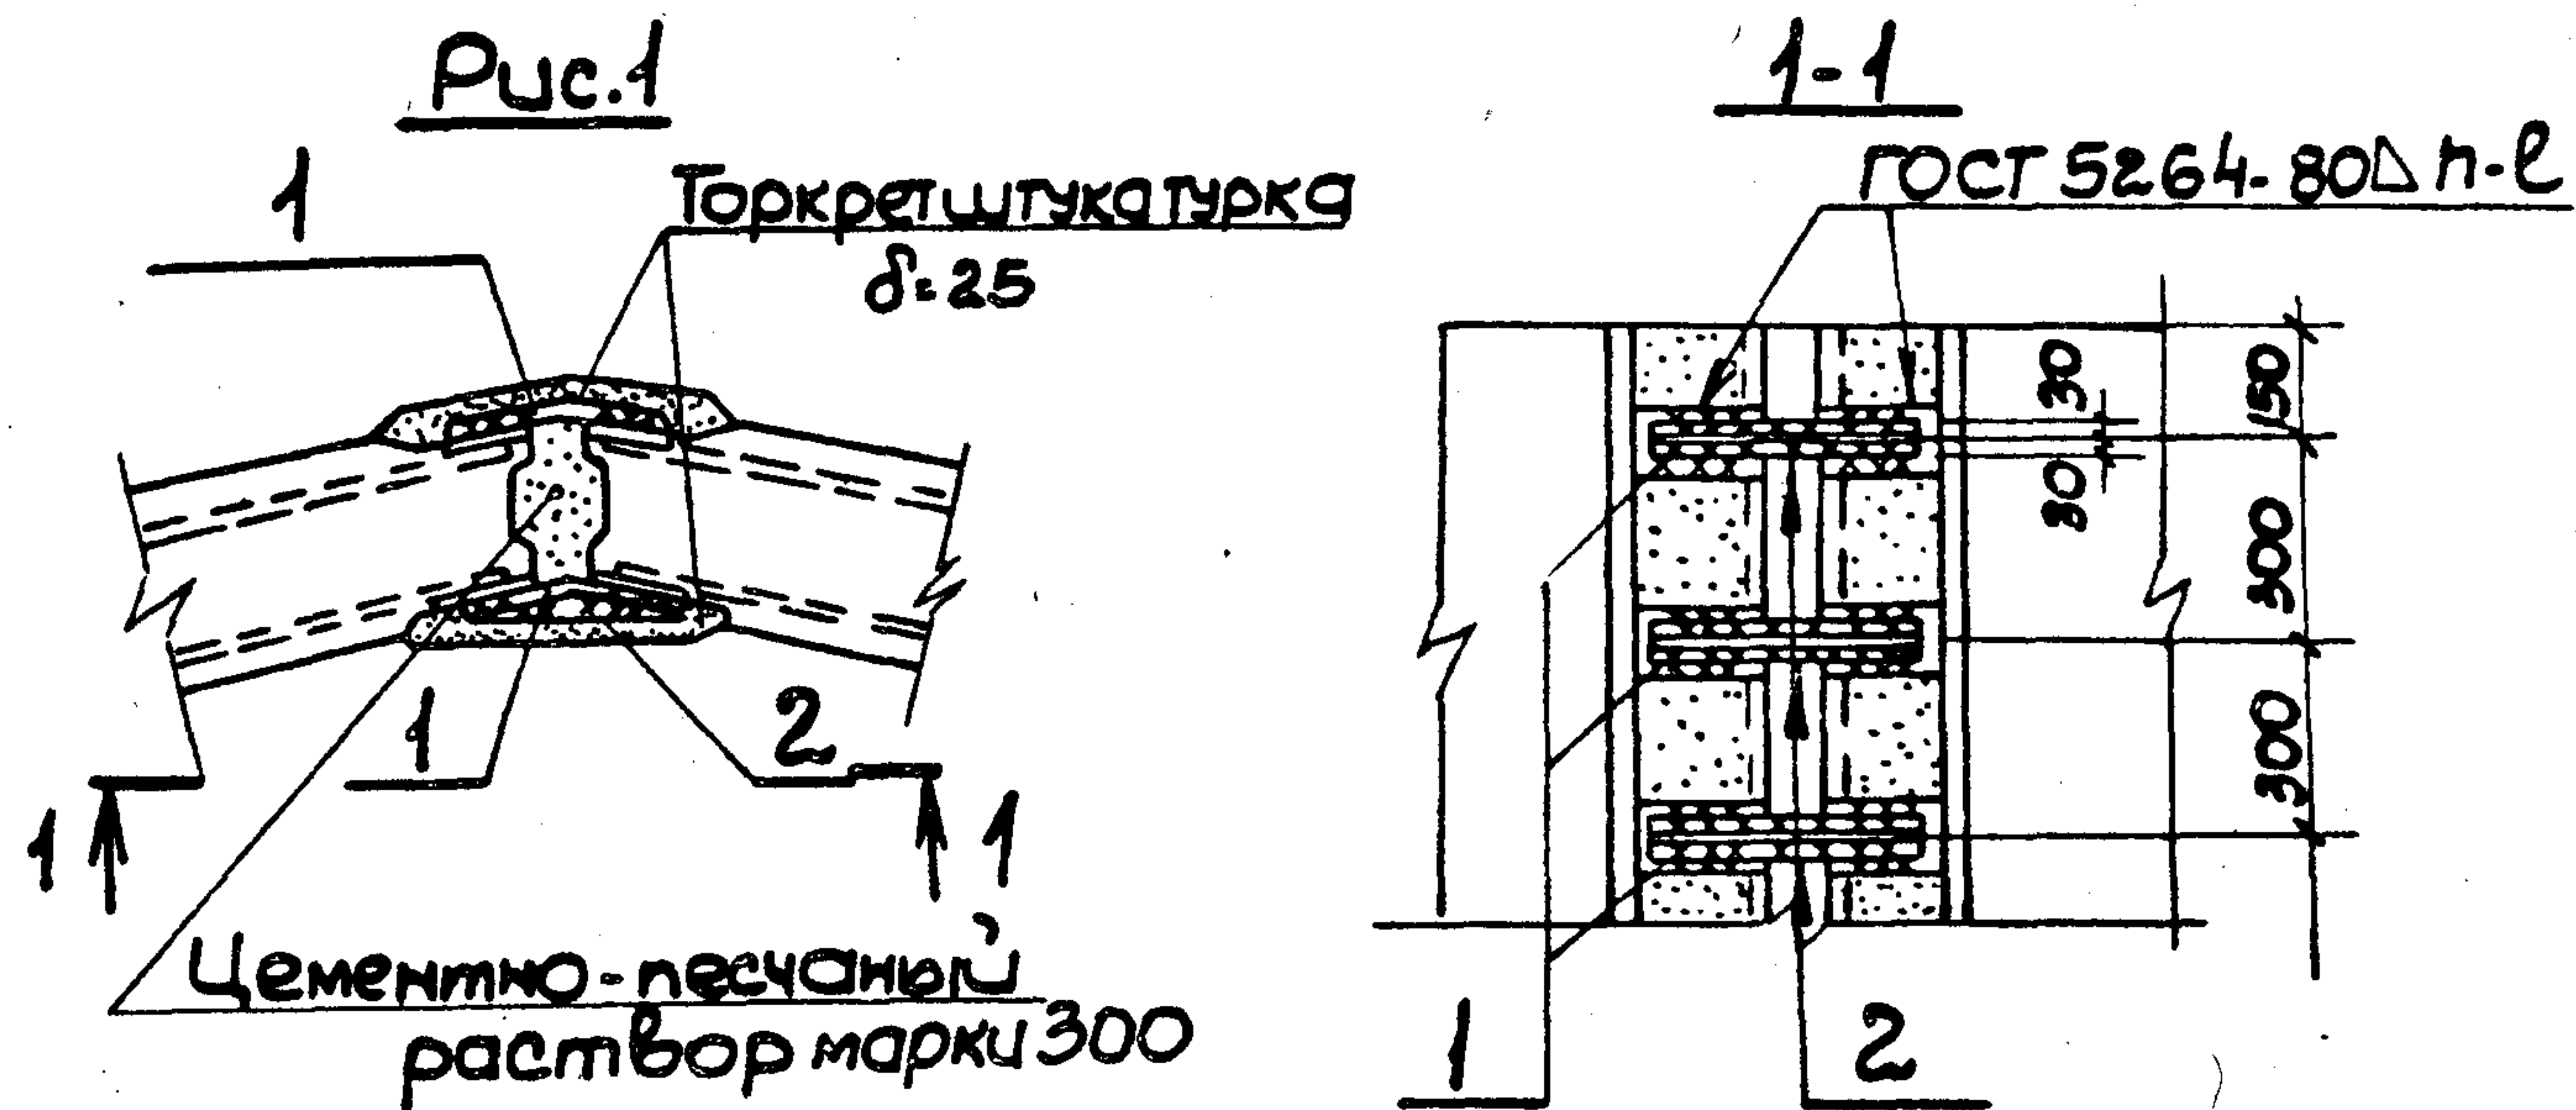 Рис.1
1
Торкретштукатурка
δ=25
1
2
1
1
Цементно-песчаный
раствор марки 300
1-1
ГОСТ 5264-80△ n-ℓ
30
30
150
300
300
1
2